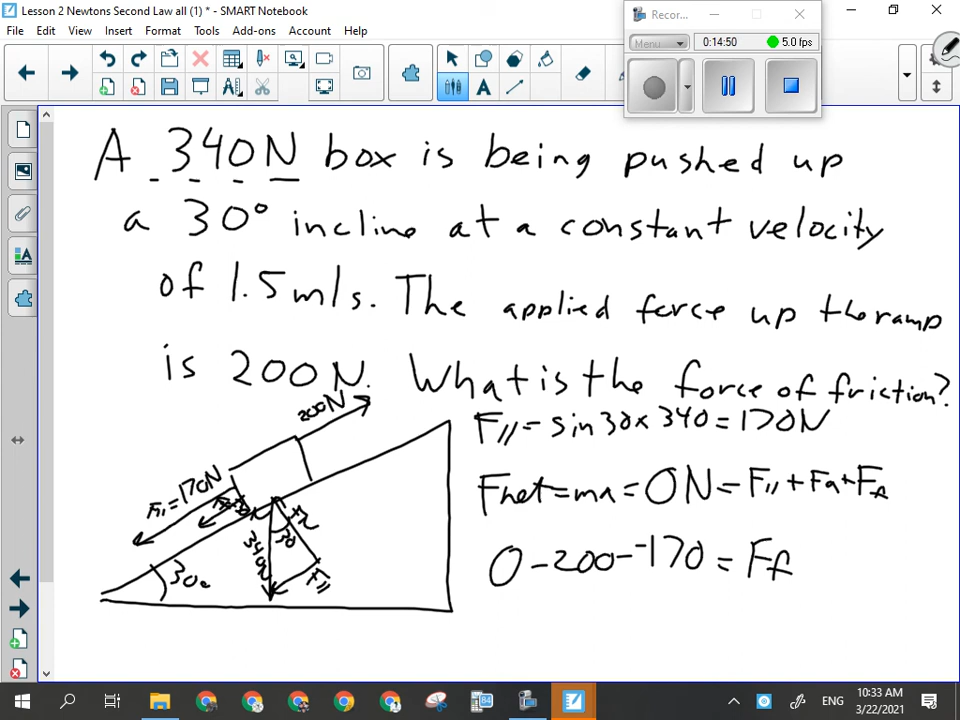 Lesson 2 Newtons Second Law all (1) * - SMART Notebook
Recor...
File Edit View Insert Format Tools Add-ons Account Help
Menu
0:14:50
5.0 fps
A 340N box is being pushed up
a 30° incline at a constant velocity
of 1.5 m/s. The applied force up the ramp
is 200 N. What is the force of friction?
200N
F// = sin 30 x 340 = 170N
F// = 170N
Fnet = ma = 0 N = F// + Fa + Ff
340N
30
F//
30°
0 - 200 - -170 = Ff
84
ENG
10:33 AM
3/22/2021